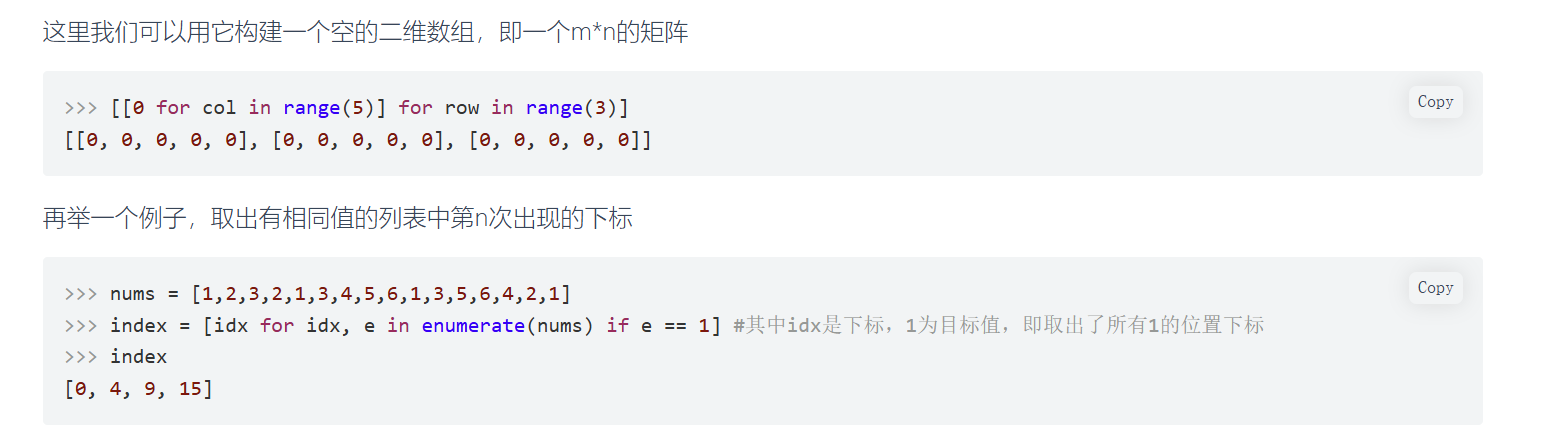 这里我们可以用它构建一个空的二维数组，即一个m*n的矩阵
>>> [[0 for col in range(5)] for row in range(3)]
Copy
[[0, 0, 0, 0, 0], [0, 0, 0, 0, 0], [0, 0, 0, 0, 0]]
再举一个例子，取出有相同值的列表中第n次出现的下标
>>> nums = [1,2,3,2,1,3,4,5,6,1,3,5,6,4,2,1]
Copy
>>> index = [idx for idx, e in enumerate(nums) if e == 1] #其中idx是下标，1为目标值，即取出了所有1的位置下标
>>> index
[0, 4, 9, 15]